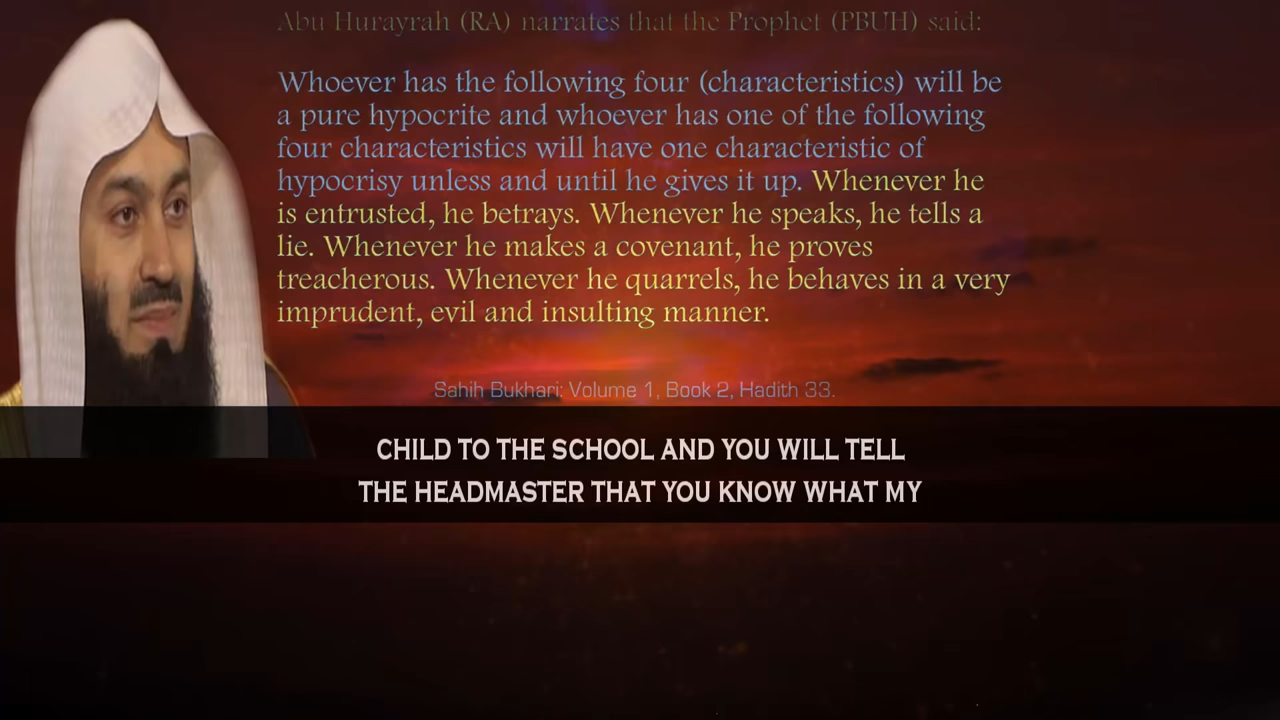 Abu Hurayrah (RA) narrates that the Prophet (PBUH) said:
Whoever has the following four (characteristics) will be
a pure hypocrite and whoever has one of the following
four characteristics will have one characteristic of
hypocrisy unless and until he gives it up. Whenever he
is entrusted, he betrays. Whenever he speaks, he tells a
lie. Whenever he makes a covenant, he proves
treacherous. Whenever he quarrels, he behaves in a very
imprudent, evil and insulting manner.
Sahih Bukhari: Volume 1, Book 2, Hadith 33.
CHILD TO THE SCHOOL AND YOU WILL TELL
THE HEADMASTER THAT YOU KNOW WHAT MY